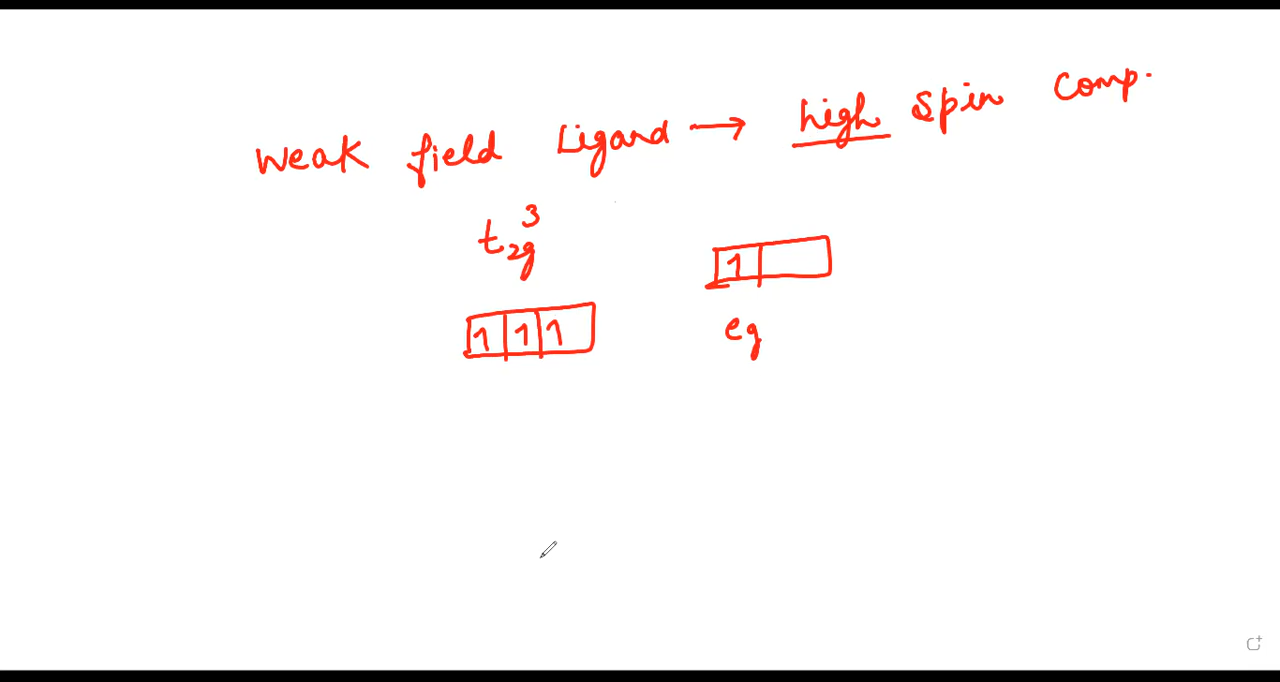 Weak field Ligand → high spin comp.
t₂g³
1
1 1 1
eg